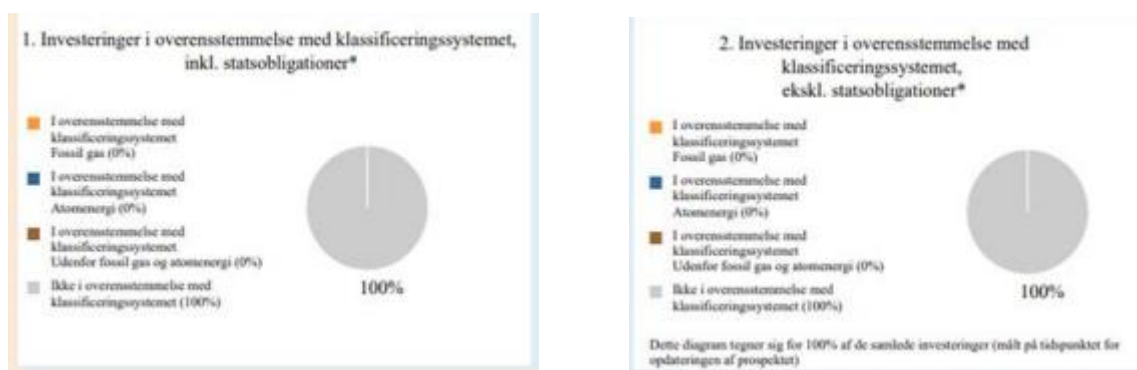 1. Investeringer i overensstemmelse med klassificeringssystemet,
inkl. statsobligationer*
I overensstemmelse med
klassificeringssystemet
Fossil gas (0%)
I overensstemmelse med
klassificeringssystemet
Atomenergi (0%)
I overensstemmelse med
klassificeringssystemet
Udenfor fossil gas og atomenergi (0%)
Ikke i overensstemmelse med
klassificeringssystemet (100%)
100%
2. Investeringer i overensstemmelse med
klassificeringssystemet,
ekskl. statsobligationer*
I overensstemmelse med
klassificeringssystemet
Fossil gas (0%)
I overensstemmelse med
klassificeringssystemet
Atomenergi (0%)
I overensstemmelse med
klassificeringssystemet
Udenfor fossil gas og atomenergi (0%)
Ikke i overensstemmelse med
klassificeringssystemet (100%)
100%
Dette diagram tegner sig for 100% af de samlede investeringer (målt på tidspunktet for
opdateringen af prospektet)